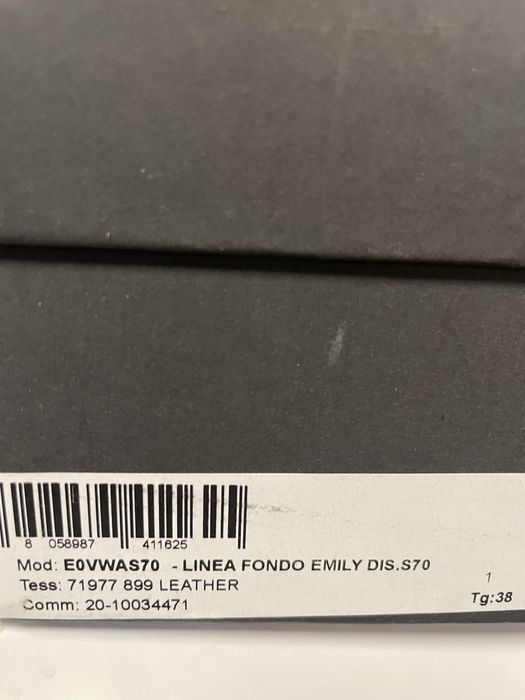 8 058987 411625
Mod: E0VWAS70 - LINEA FONDO EMILY DIS.S70
Tess: 71977 899 LEATHER
1
Comm: 20-10034471
Tg:38